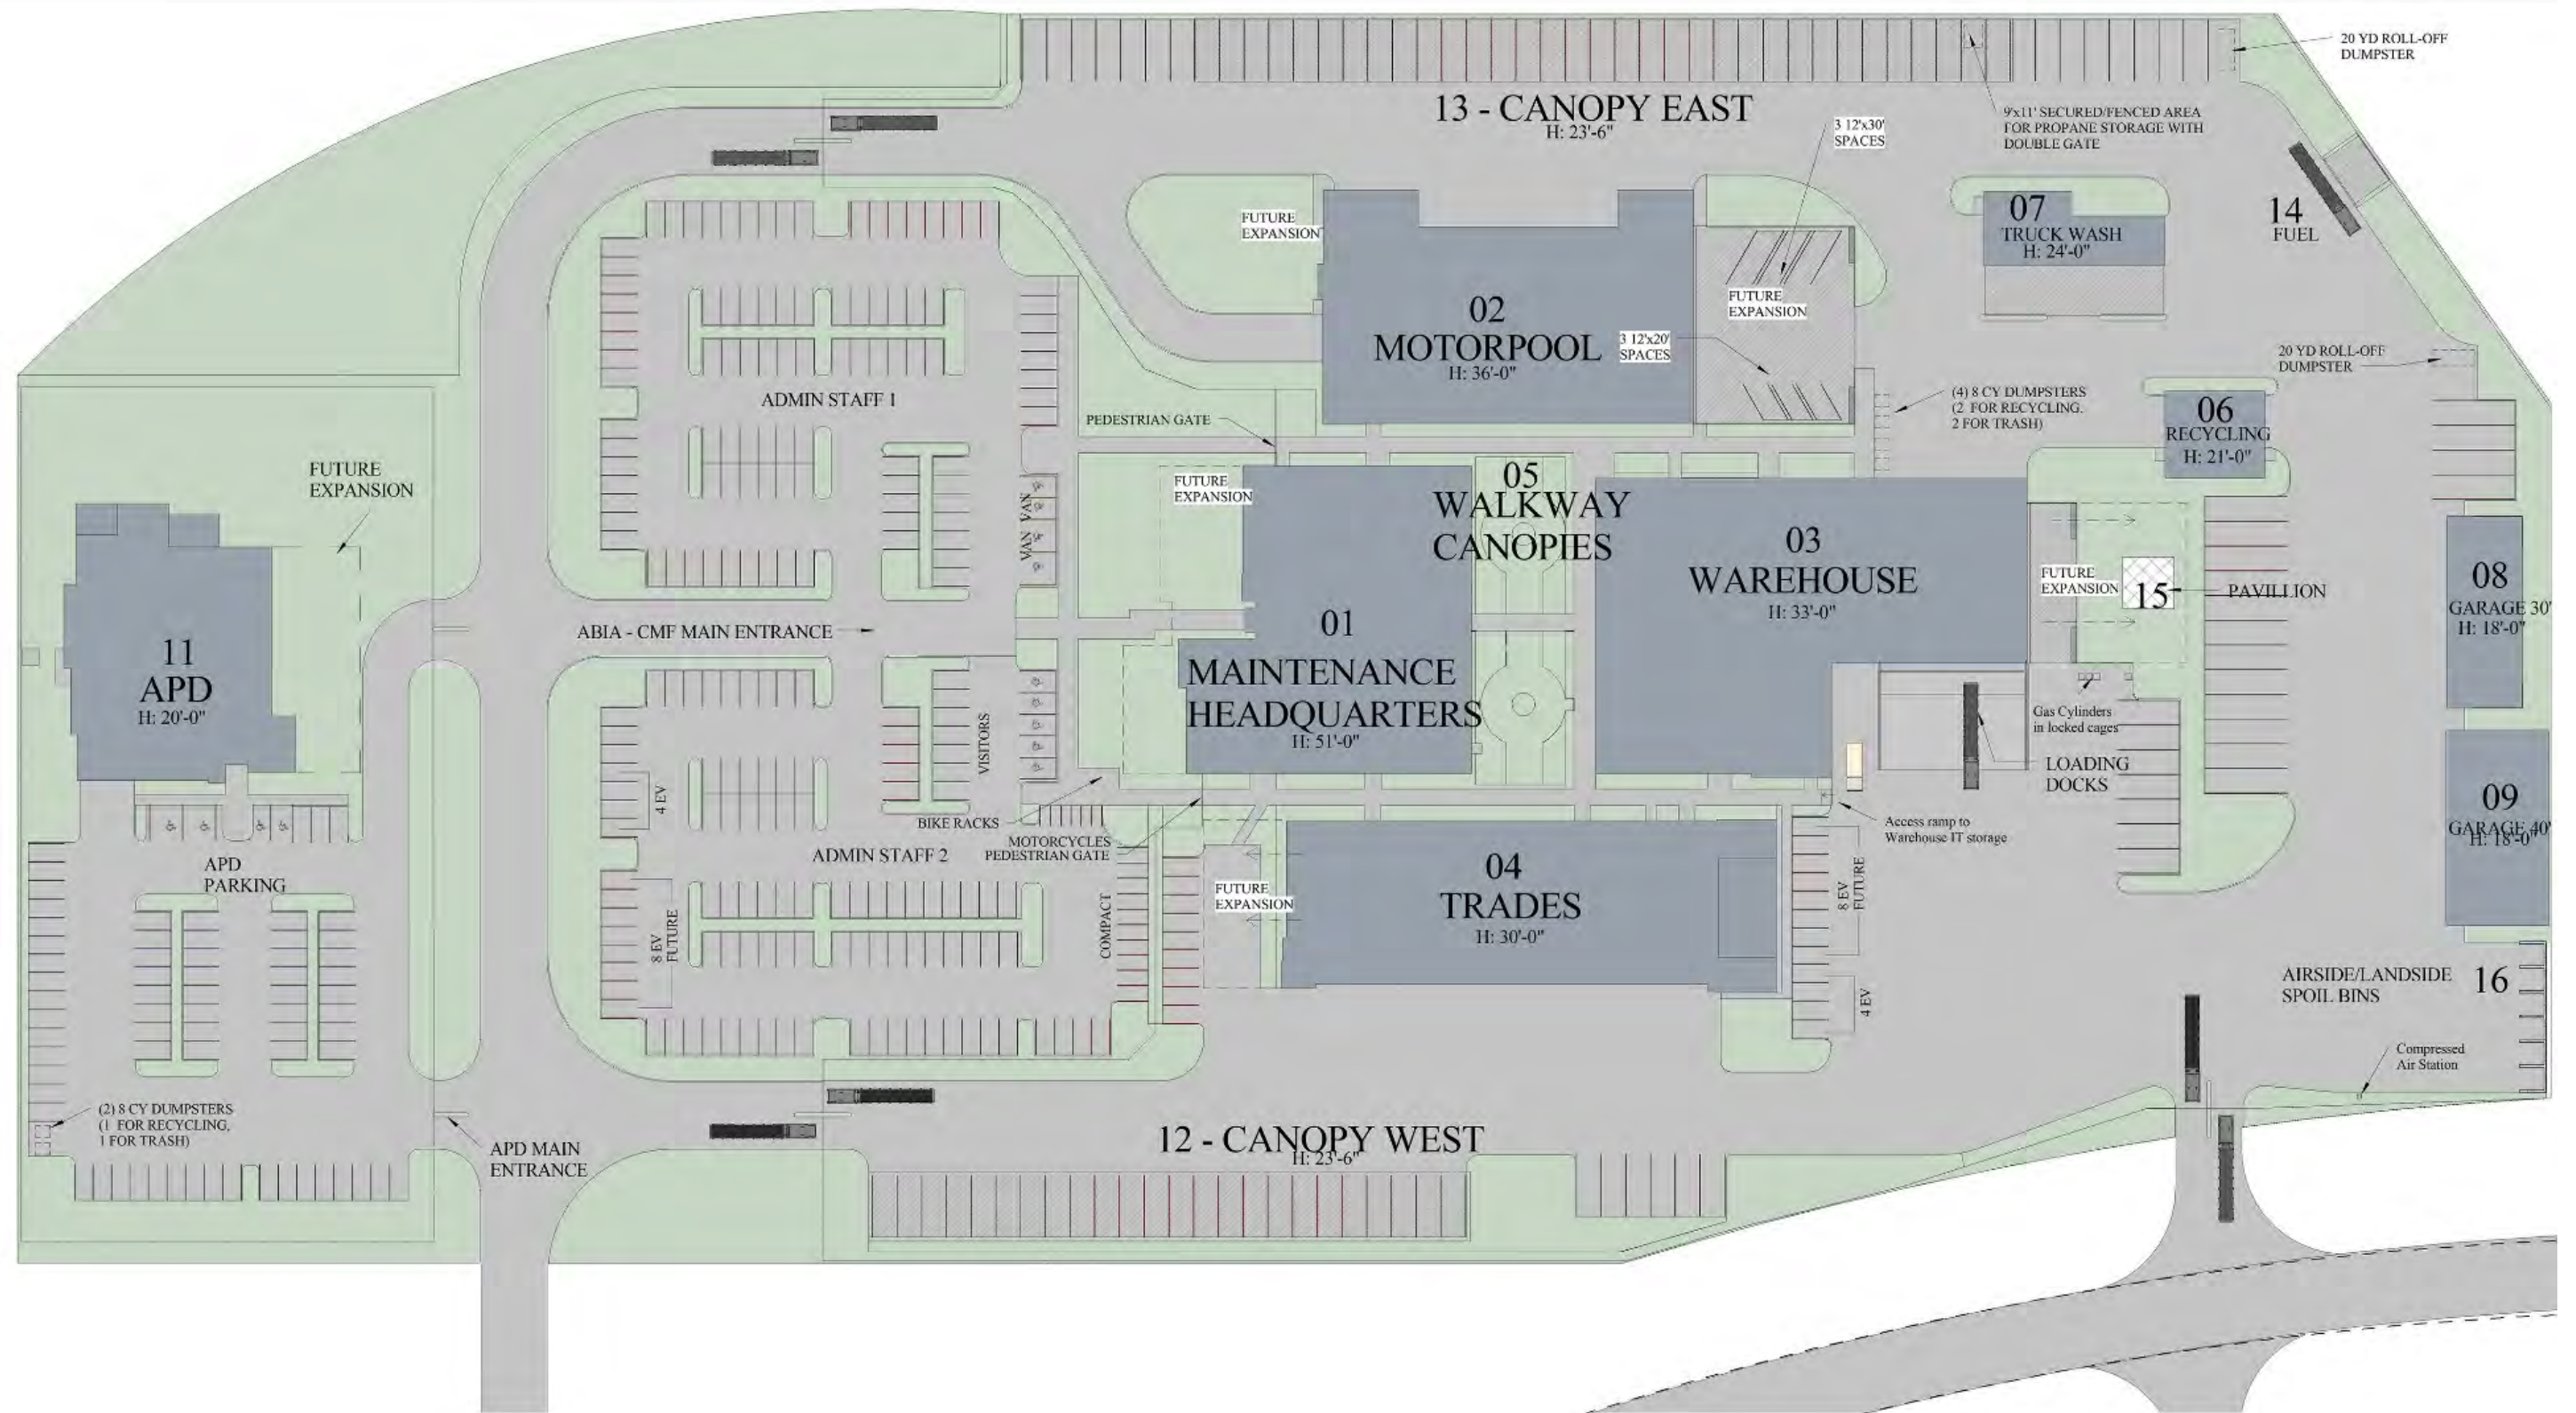 20 YD ROLL-OFF
DUMPSTER
13 - CANOPY EAST
H: 23'-6"
3 12'x30'
SPACES
9'x11' SECURED/FENCED AREA
FOR PROPANE STORAGE WITH
DOUBLE GATE
FUTURE
EXPANSION
07
TRUCK WASH
H: 24'-0"
14
FUEL
02
MOTORPOOL
H: 36'-0"
FUTURE
EXPANSION
3 12'x20'
SPACES
20 YD ROLL-OFF
DUMPSTER
ADMIN STAFF 1
PEDESTRIAN GATE
(4) 8 CY DUMPSTERS
(2 FOR RECYCLING.
2 FOR TRASH)
06
RECYCLING
H: 21'-0"
FUTURE
EXPANSION
FUTURE
EXPANSION
05
WALKWAY
CANOPIES
VAN VAN
03
WAREHOUSE
H: 33'-0"
FUTURE
EXPANSION
15
PAVILLION
08
GARAGE 30'
H: 18'-0"
ABIA - CMF MAIN ENTRANCE
01
MAINTENANCE
HEADQUARTERS
H: 51'-0"
11
APD
H: 20'-0"
VISITORS
Gas Cylinders
in locked cages
LOADING
DOCKS
4 EV
09
GARAGE 40'
H: 18'-0"
BIKE RACKS
MOTORCYCLES
PEDESTRIAN GATE
Access ramp to
Warehouse IT storage
ADMIN STAFF 2
APD
PARKING
04
TRADES
H: 30'-0"
FUTURE
EXPANSION
8 EV
FUTURE
COMPACT
8 EV
FUTURE
4 EV
AIRSIDE/LANDSIDE
SPOIL BINS
16
Compressed
Air Station
(2) 8 CY DUMPSTERS
(1 FOR RECYCLING,
1 FOR TRASH)
APD MAIN
ENTRANCE
12 - CANOPY WEST
H: 23'-6"